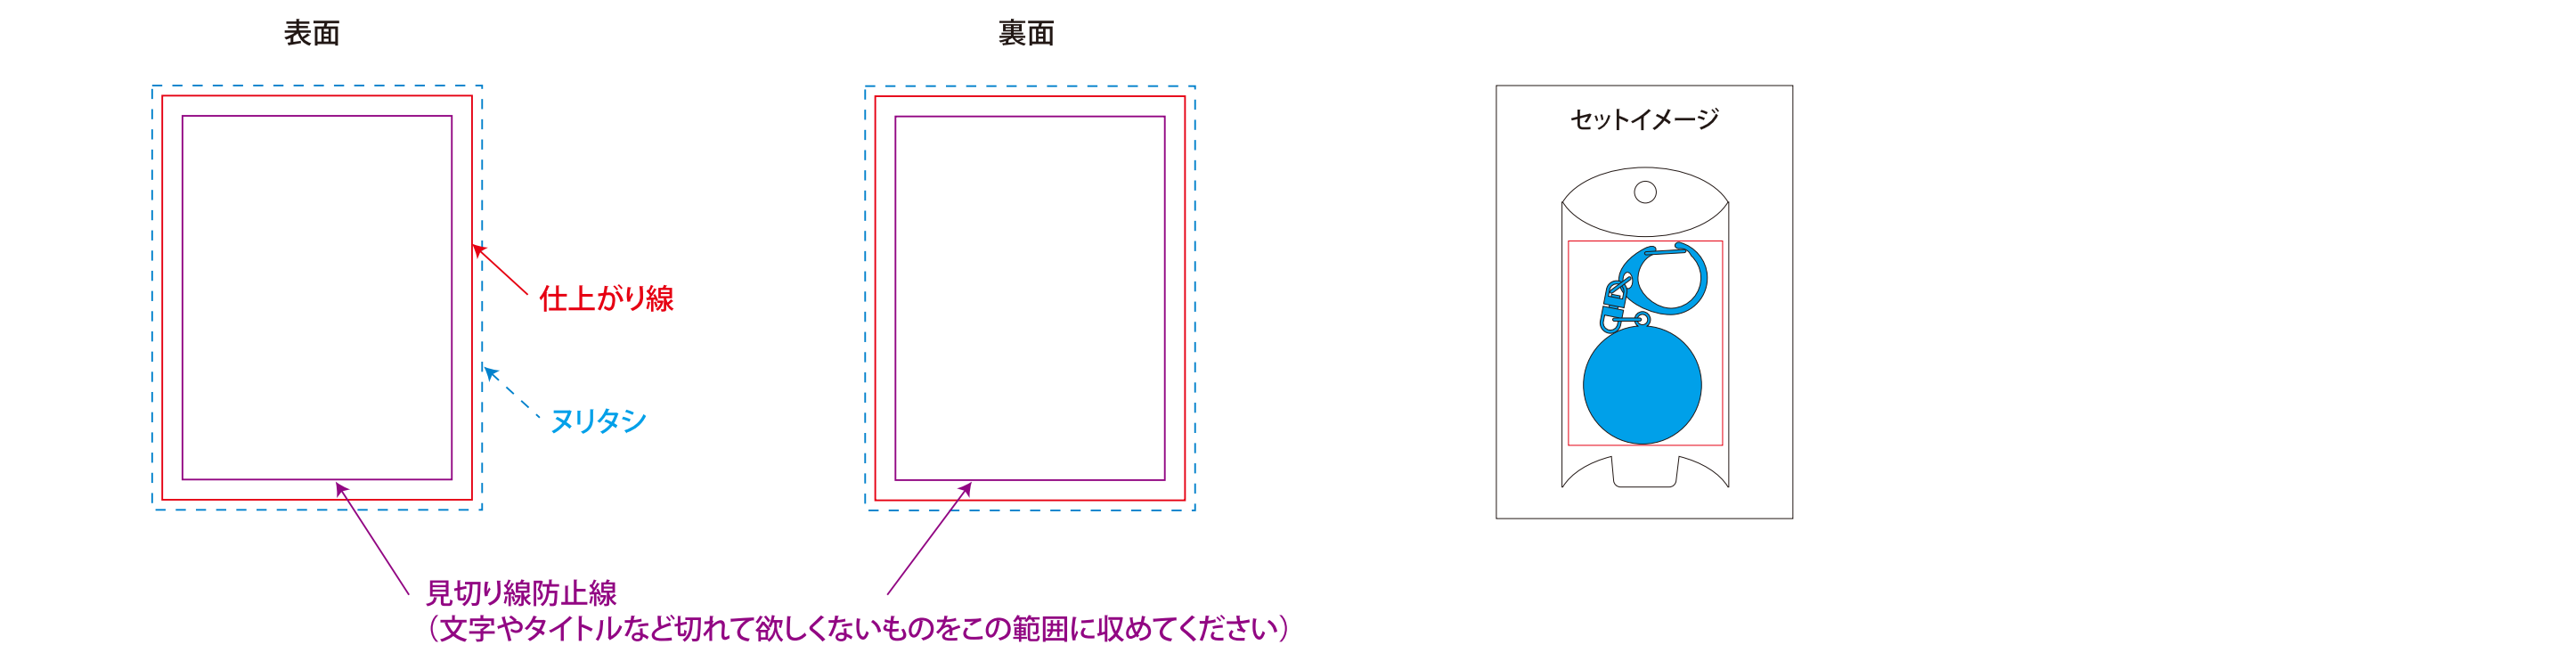 表面
裏面
セットイメージ
仕上がり線
ヌリタシ
見切り線防止線
（文字やタイトルなど切れて欲しくないものをこの範囲に収めてください）